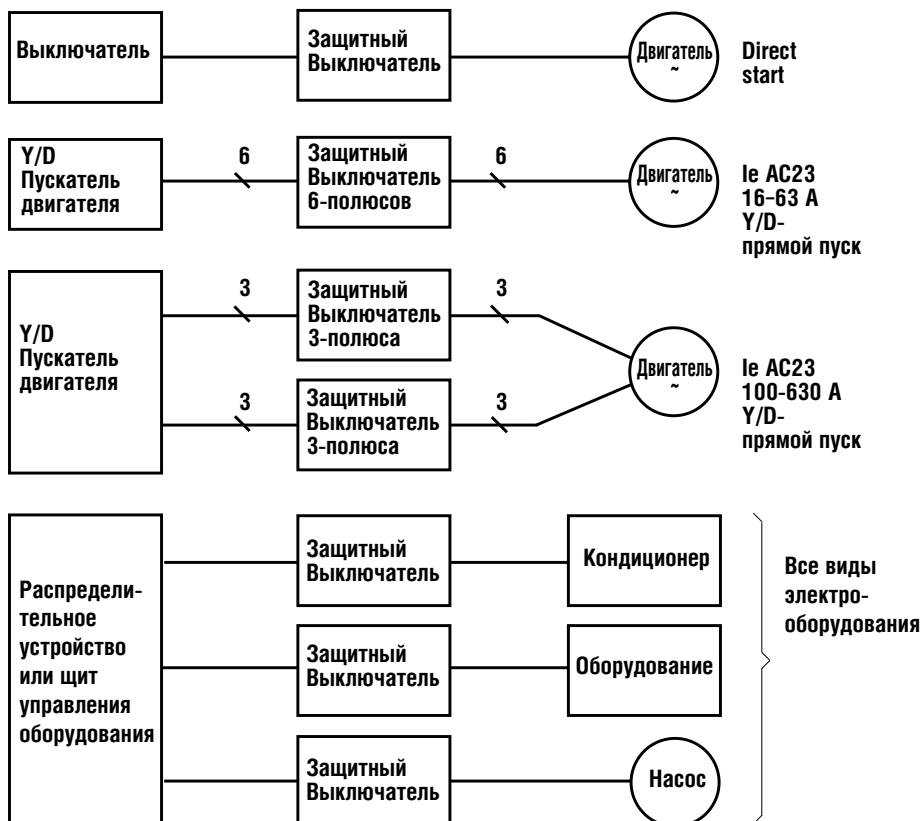 Выключатель
Защитный
Выключатель
Двигатель
~
Direct
start
Y/D
Пускатель
двигателя
6
Защитный
Выключатель
6-полюсов
6
Двигатель
~
Ie AC23
16-63 A
Y/D-
прямой пуск
Y/D
Пускатель
двигателя
3
Защитный
Выключатель
3-полюса
3
3
Защитный
Выключатель
3-полюса
3
Двигатель
~
Ie AC23
100-630 A
Y/D-
прямой пуск
Распредели-
тельное
устройство
или щит
управления
оборудования
Защитный
Выключатель
Кондиционер
Защитный
Выключатель
Оборудование
Защитный
Выключатель
Насос
Все виды
электро-
оборудования